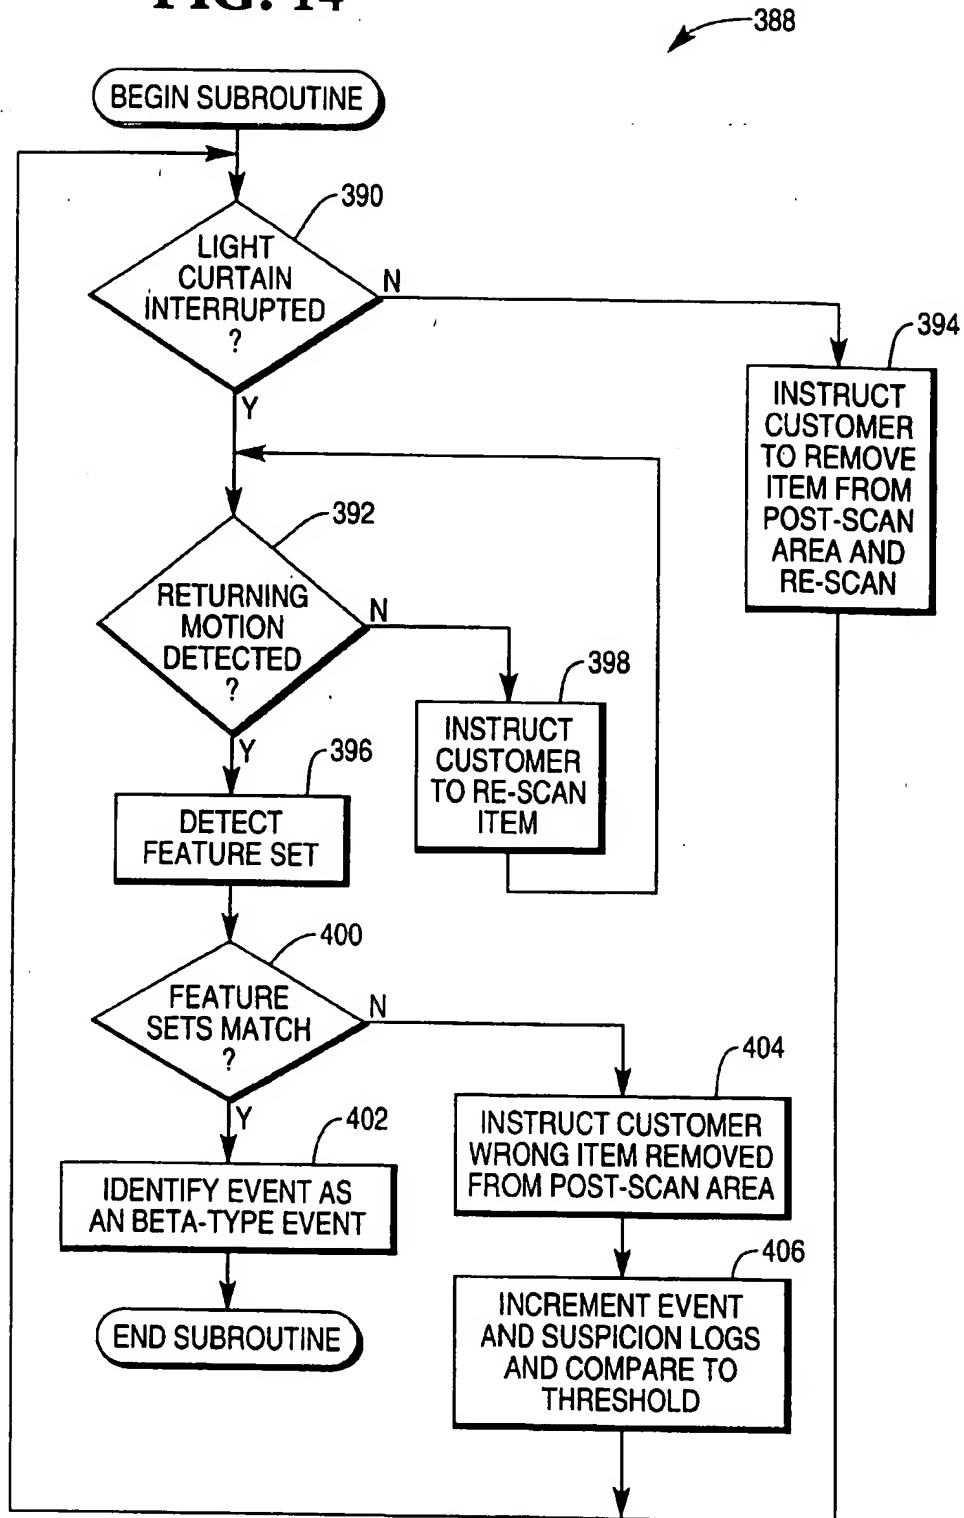 FIG. 14
388
BEGIN SUBROUTINE
390
LIGHT
CURTAIN
INTERRUPTED
?
N
Y
394
INSTRUCT
CUSTOMER
TO REMOVE
ITEM FROM
POST-SCAN
AREA AND
RE-SCAN
392
RETURNING
MOTION
DETECTED
?
N
Y
398
INSTRUCT
CUSTOMER
TO RE-SCAN
ITEM
396
DETECT
FEATURE SET
400
FEATURE
SETS MATCH
?
N
Y
404
INSTRUCT CUSTOMER
WRONG ITEM REMOVED
FROM POST-SCAN AREA
402
IDENTIFY EVENT AS
AN BETA-TYPE EVENT
406
INCREMENT EVENT
AND SUSPICION LOGS
AND COMPARE TO
THRESHOLD
END SUBROUTINE